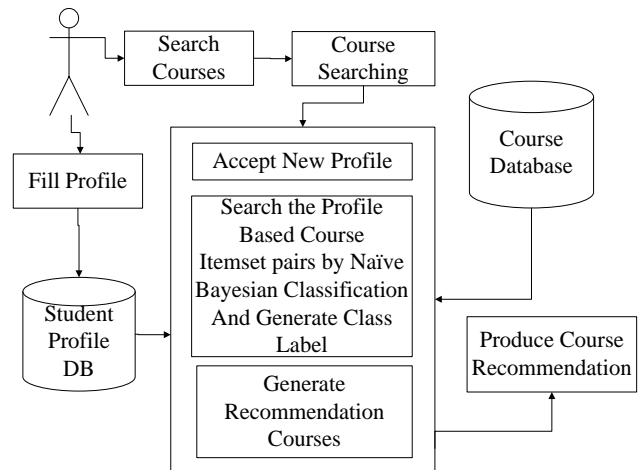 Search
Courses
Course
Searching
Course
Database
Accept New Profile
Fill Profile
Search the Profile
Based Course
Itemset pairs by Naïve
Bayesian Classification
And Generate Class
Label
Student
Profile
DB
Produce Course
Recommendation
Generate
Recommendation
Courses